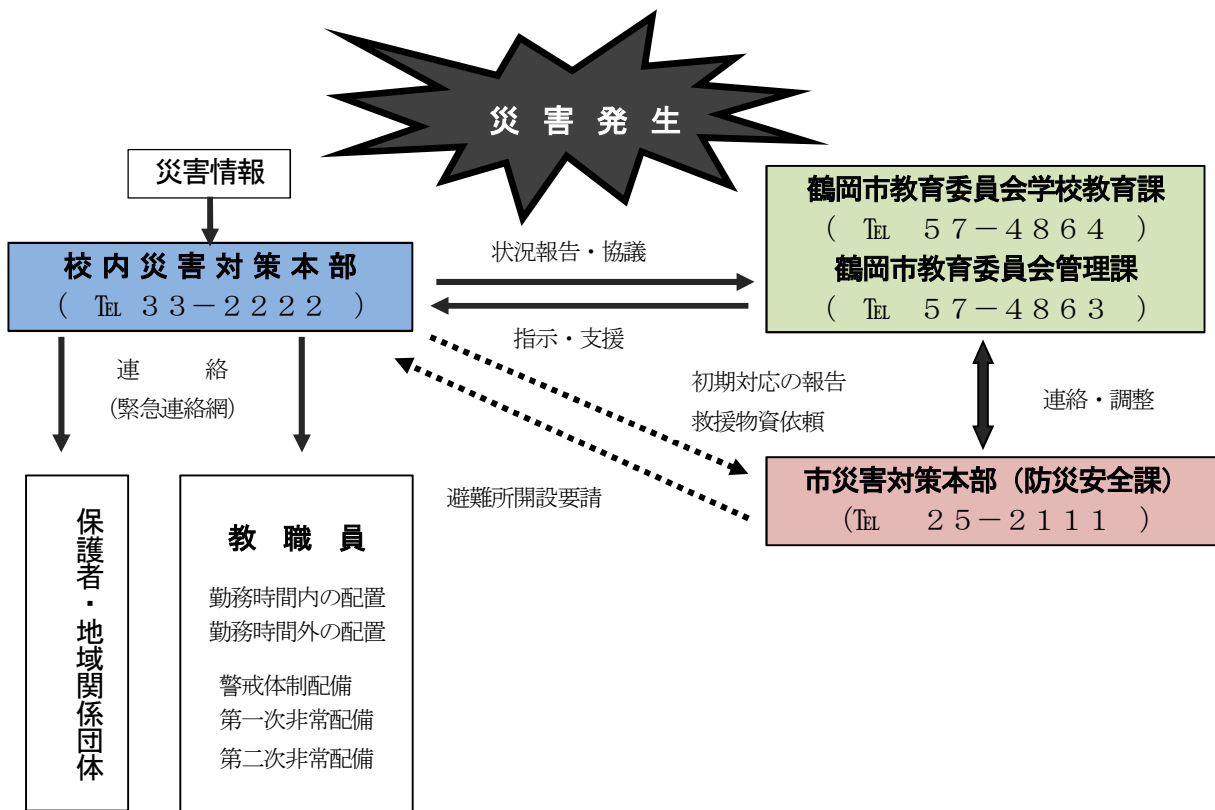 災 害 発 生
災害情報
校 内 災 害 対 策 本 部
( ℡ 33-2222 )
鶴岡市教育委員会学校教育課
( ℡ 57-4864 )
鶴岡市教育委員会管理課
( ℡ 57-4863 )
状況報告・協議
指示・支援
連 絡
(緊急連絡網)
初期対応の報告
救援物資依頼
連絡・調整
避難所開設要請
市災害対策本部(防災安全課)
(℡ 25-2111 )
保護者・地域関係団体
教 職 員
勤務時間内の配置
勤務時間外の配置
警戒体制配備
第一次非常配備
第二次非常配備